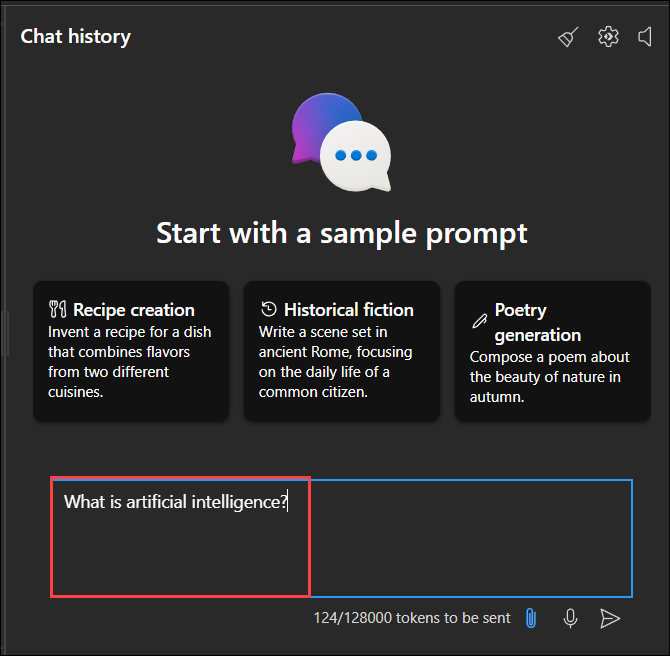 Chat history
Start with a sample prompt
Recipe creation
Invent a recipe for a dish
that combines flavors
from two different
cuisines.
Historical fiction
Write a scene set in
ancient Rome, focusing
on the daily life of a
common citizen.
Poetry
generation
Compose a poem about
the beauty of nature in
autumn.
What is artificial intelligence?
124/128000 tokens to be sent